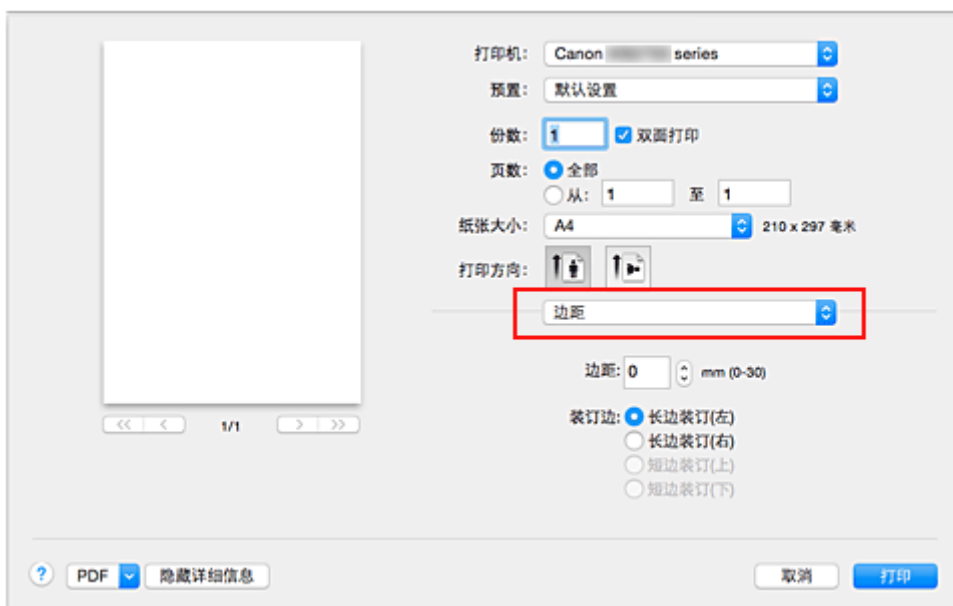 打印机: Canon series
预置: 默认设置
份数: 1 双面打印
页数: 全部
从: 1 至 1
纸张大小: A4 210 x 297 毫米
打印方向:
边距
边距: 0 mm (0-30)
装订边: 长边装订(左)
长边装订(右)
短边装订(上)
短边装订(下)
<< < 1/1 > >>
? PDF 隐藏详细信息 取消 打印